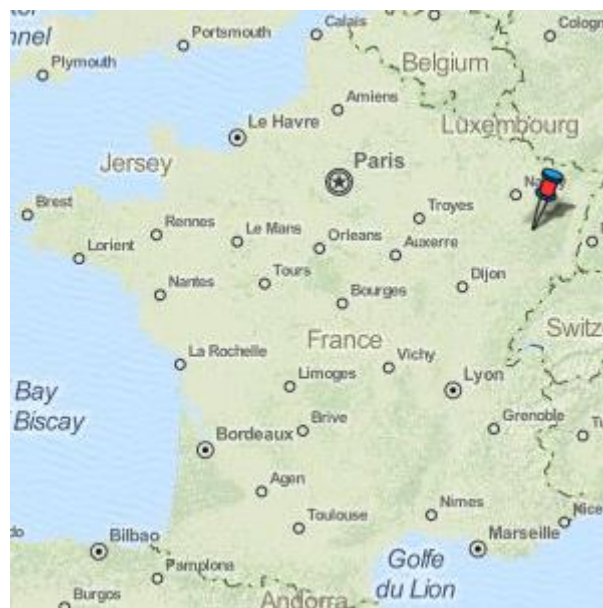 Calais
Cologn
nnel
Portsmouth
Plymouth
Belgium
Amiens
Le Havre
Luxembourg
Jersey
Paris
Brest
Troyes
Rennes
Le Mans
Orleans
Auxerre
Lorient
Tours
Dijon
Nantes
Bourges
France
Switz
La Rochelle
Vichy
Limoges
Lyon
Bay
Biscay
Brive
Grenoble
Bordeaux
Agen
Nimes
Toulouse
Nice
Bilbao
Marseille
Pamplona
Golfe
du Lion
Burgos
Andorra